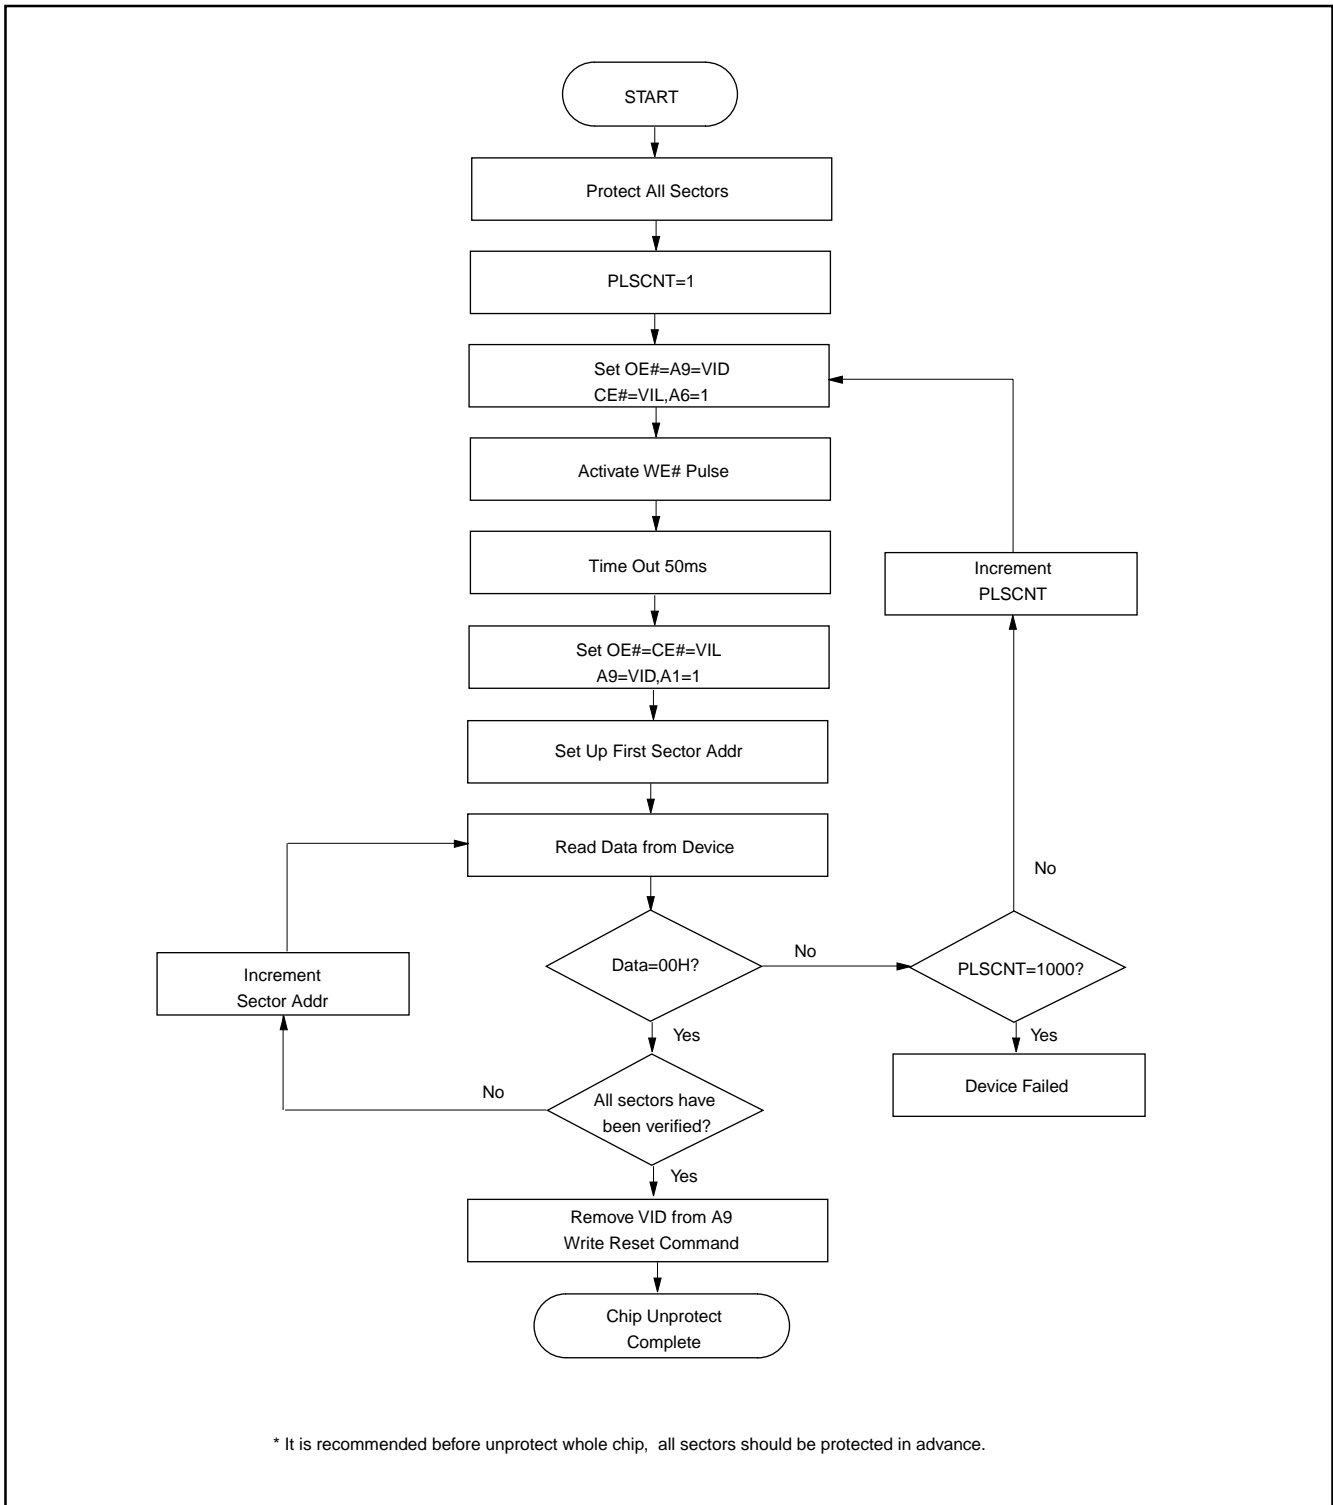 START
Protect All Sectors
PLSCNT=1
Set OE#=A9=VID
CE#=VIL,A6=1
Activate WE# Pulse
Time Out 50ms
Increment
PLSCNT
Set OE#=CE#=VIL
A9=VID,A1=1
Set Up First Sector Addr
Read Data from Device
No
Data=00H?
No
PLSCNT=1000?
Increment
Sector Addr
Yes
Yes
Device Failed
No
All sectors have
been verified?
Yes
Remove VID from A9
Write Reset Command
Chip Unprotect
Complete
* It is recommended before unprotect whole chip, all sectors should be protected in advance.